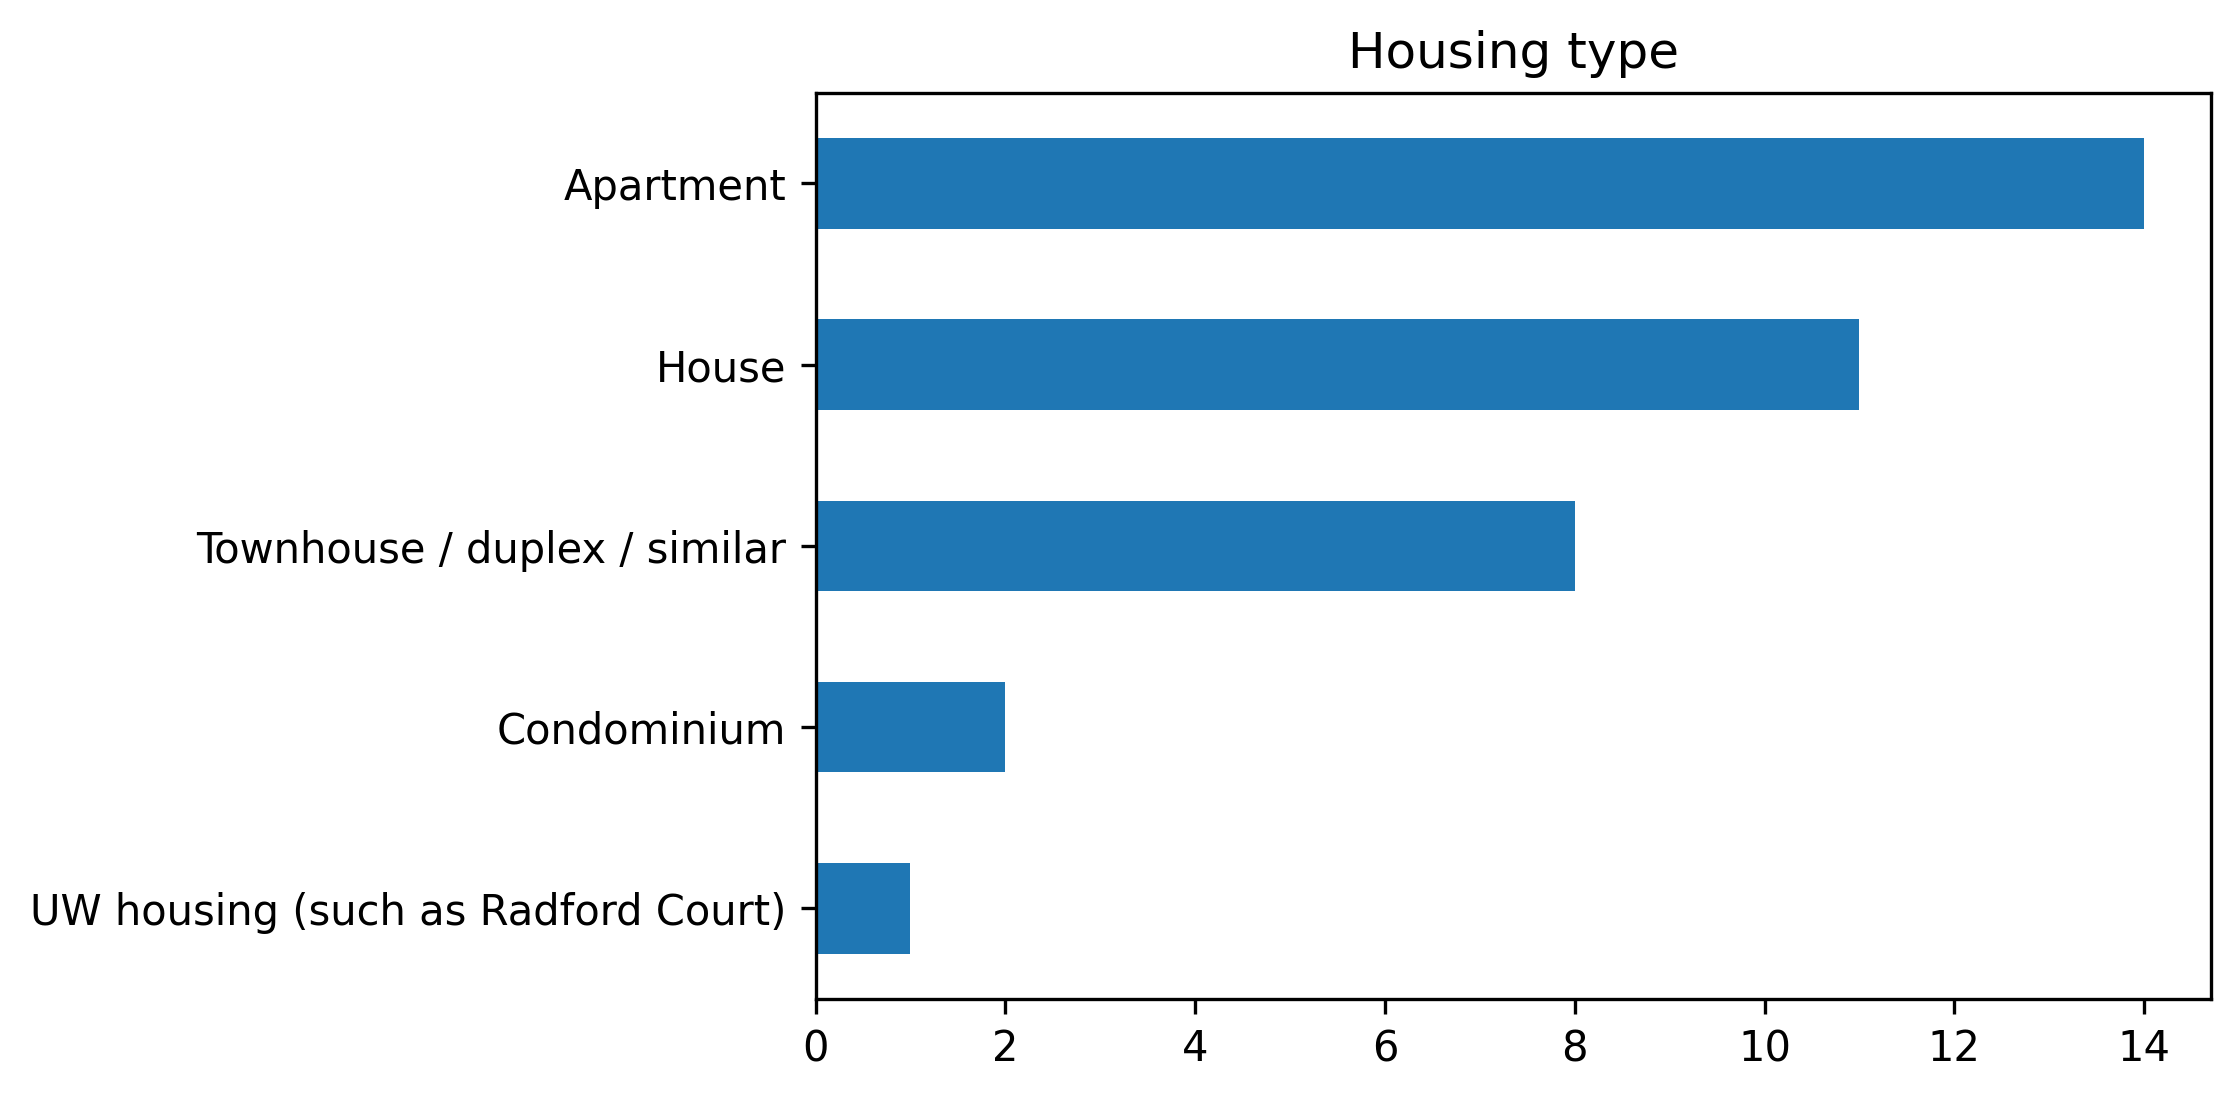 Housing type
Apartment
House
Townhouse / duplex / similar
Condominium
UW housing (such as Radford Court)
0 2 4 6 8 10 12 14